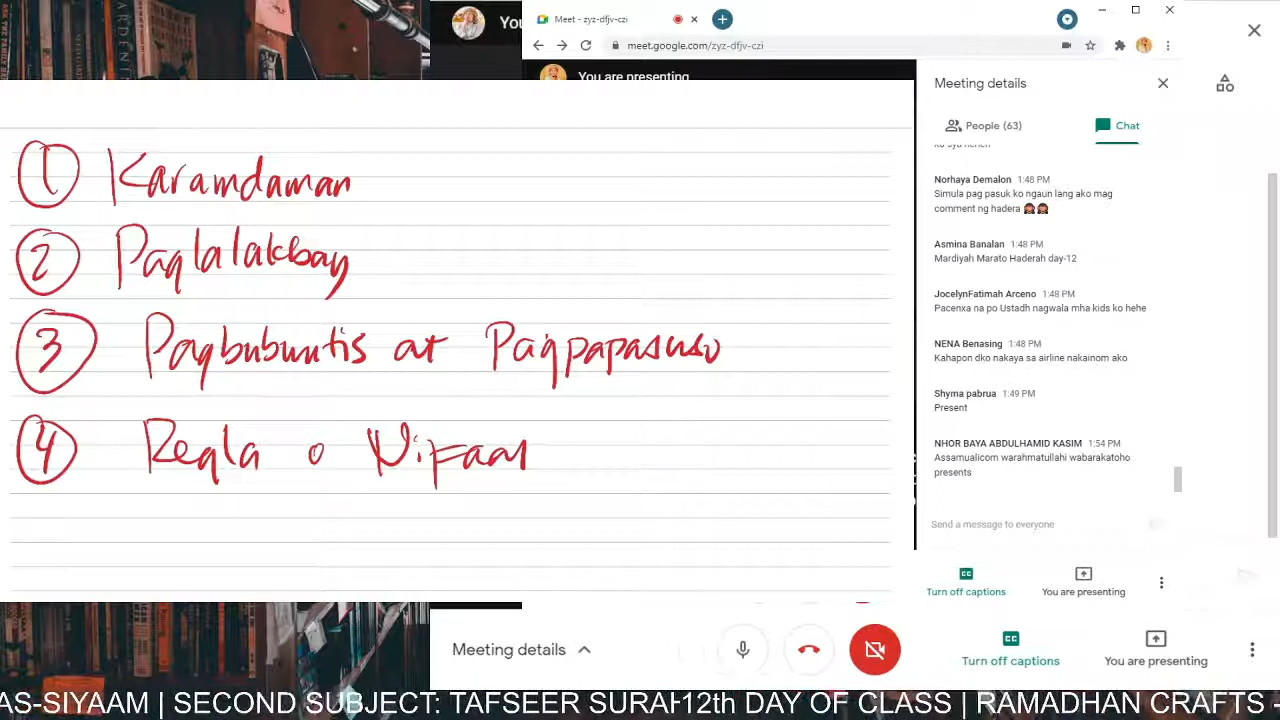 You
Meet - zyz-dfjv-czi
meet.google.com/zyz-dfjv-czi
You are presenting
Meeting details
People (63)
Chat
Norhaya Demalon 1:48 PM
Simula pag pasuk ko ngaun lang ako mag
comment ng hadera
Asmina Banalan 1:48 PM
Mardiyah Marato Haderah day-12
JocelynFatimah Arceno 1:48 PM
Pacenxa na po Ustadh nagwala mha kids ko hehe
NENA Benasing 1:48 PM
Kahapon dko nakaya sa airline nakainom ako
Shyma pabrua 1:49 PM
Present
NHOR BAYA ABDULHAMID KASIM 1:54 PM
Assamualicom warahmatullahi wabarakatoho
presents
Send a message to everyone
Turn off captions
You are presenting
1 Karamdaman
2 Paglalakbay
3 Pagbubuntis at Pagpapasuso
4 Regla o Nifaas
Meeting details
Turn off captions
You are presenting
AS-SIYAAM | SECOND SUBJECT: TAFSEER SURAH
12th DAY OF CLASS | RAMADHAN CRAFTS -